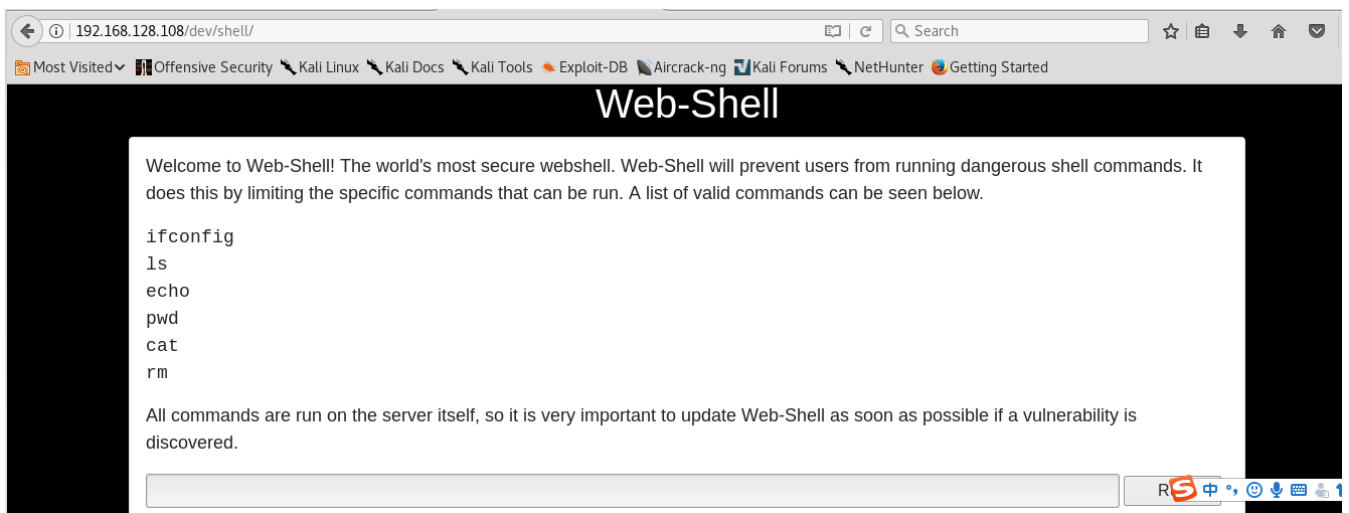 192.168.128.108/dev/shell/
Search
Most Visited
Offensive Security
Kali Linux
Kali Docs
Kali Tools
Exploit-DB
Aircrack-ng
Kali Forums
NetHunter
Getting Started
Web-Shell
Welcome to Web-Shell! The world's most secure webshell. Web-Shell will prevent users from running dangerous shell commands. It
does this by limiting the specific commands that can be run. A list of valid commands can be seen below.
ifconfig
ls
echo
pwd
cat
rm
All commands are run on the server itself, so it is very important to update Web-Shell as soon as possible if a vulnerability is
discovered.
中